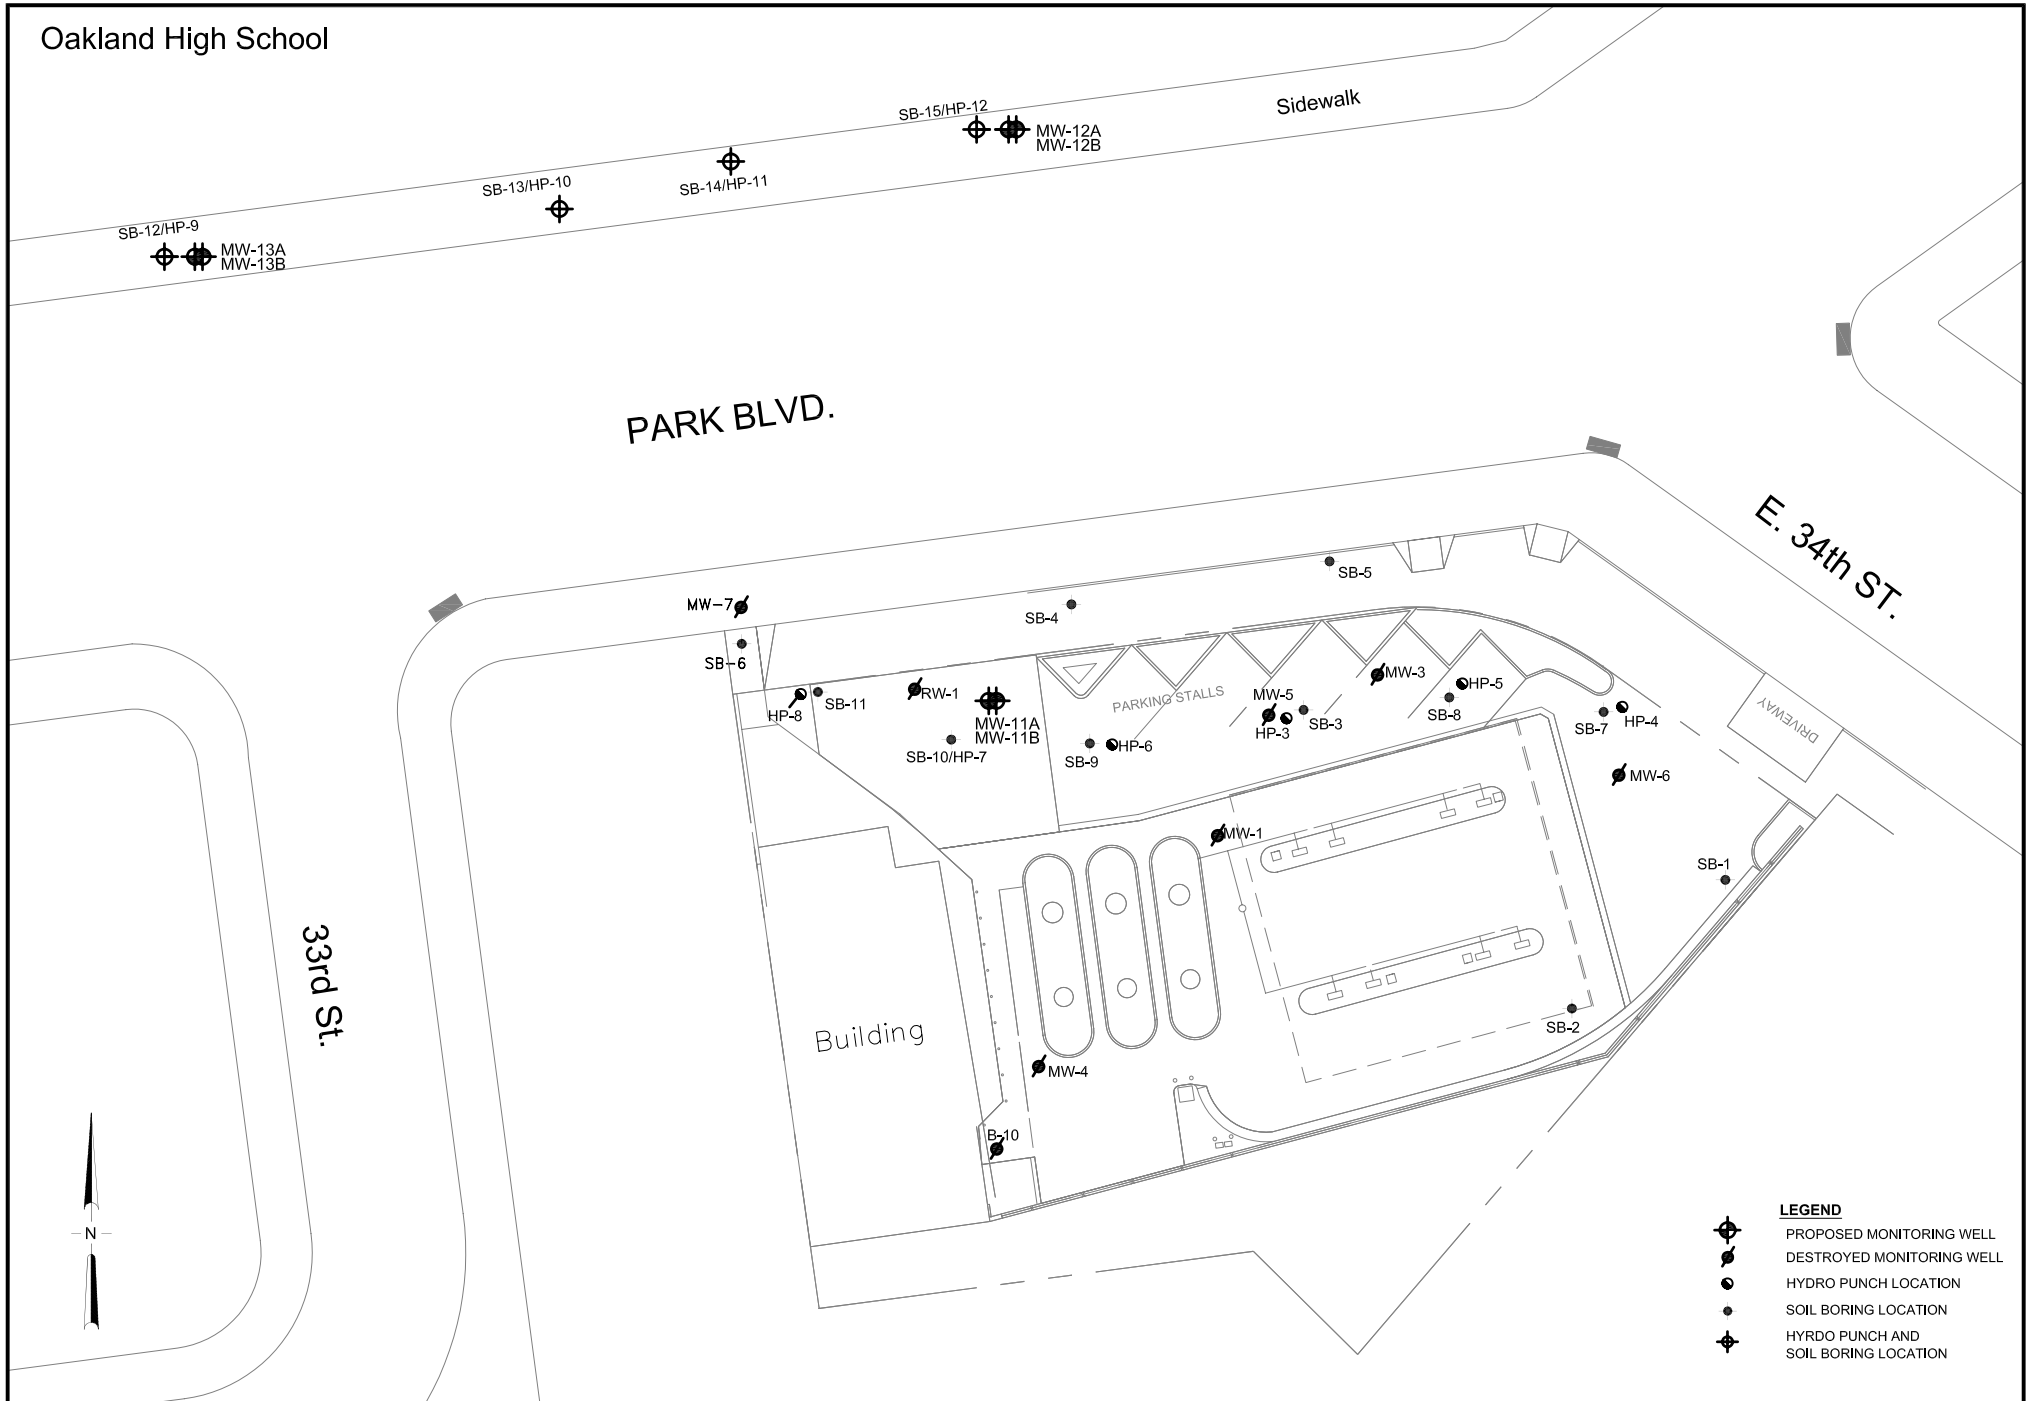 Oakland High School
Sidewalk
SB-15/HP-12
MW-12A
MW-12B
SB-14/HP-11
SB-13/HP-10
SB-12/HP-9
MW-13A
MW-13B
PARK BLVD.
E. 34th ST.
SB-5
MW-7
SB-4
SB-6
MW-3
HP-5
RW-1
PARKING STALLS
MW-5
SB-11
HP-8
SB-8
SB-3
HP-3
SB-7
HP-4
DRIVEWAY
MW-11A
MW-11B
SB-10/HP-7
SB-9
HP-6
MW-6
MW-1
SB-1
33rd St.
Building
SB-2
MW-4
B-10
N
LEGEND
PROPOSED MONITORING WELL
DESTROYED MONITORING WELL
HYDRO PUNCH LOCATION
SOIL BORING LOCATION
HYRDO PUNCH AND
SOIL BORING LOCATION